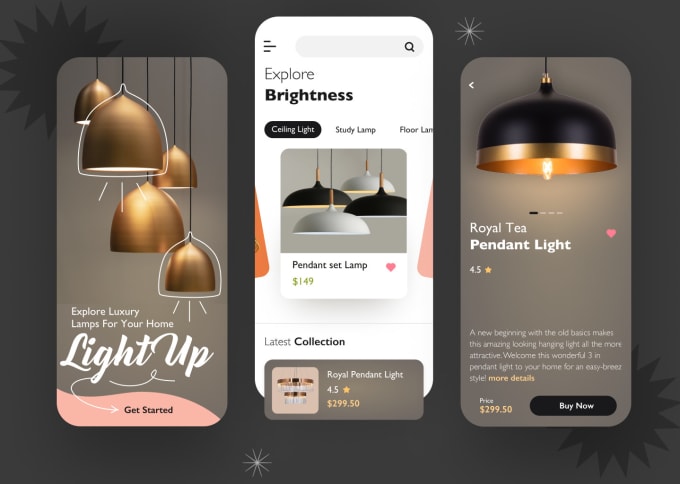 Explore Luxury
Lamps For Your Home
Light Up
Get Started
Explore
Brightness
Ceiling Light
Study Lamp
Floor Lam
Pendant set Lamp
$149
Latest Collection
Royal Pendant Light
4.5
$299.50
Royal Tea
Pendant Light
4.5
A new beginning with the old basics makes
this amazing looking hanging light all the more
attractive.Welcome this wonderful 3 in
pendant light to your home for an easy-breez
style! more details
Price
$299.50
Buy Now